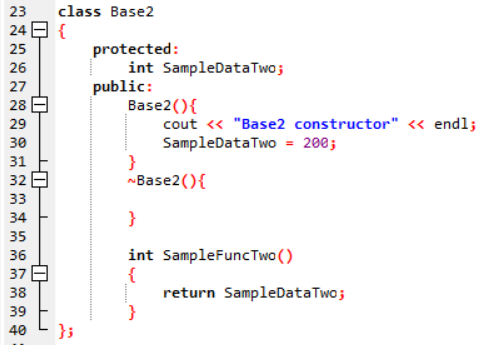 23 class Base2
24 {
25 protected:
26 int SampleDataTwo;
27 public:
28 Base2(){
29 cout << "Base2 constructor" << endl;
30 SampleDataTwo = 200;
31 }
32 ~Base2(){
33
34 }
35
36 int SampleFuncTwo()
37 {
38 return SampleDataTwo;
39 }
40 };